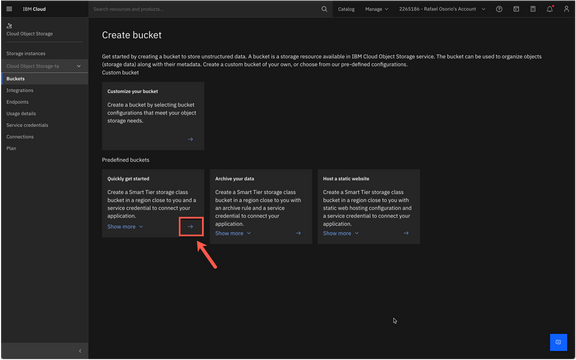 IBM Cloud
Search resources and products...
Catalog
Manage
2265186 - Rafael Osorio's Account
Cloud Object Storage
Storage instances
Cloud Object Storage-ta
Buckets
Integrations
Endpoints
Usage details
Service credentials
Connections
Plan
Create bucket
Get started by creating a bucket to store unstructured data. A bucket is a storage resource available in IBM Cloud Object Storage service. The bucket can be used to organize objects
(storage data) along with their metadata. Create a custom bucket of your own, or choose from our pre-defined configurations.
Custom bucket
Customize your bucket
Create a bucket by selecting bucket
configurations that meet your object
storage needs.
Predefined buckets
Quickly get started
Create a Smart Tier storage class
bucket in a region close to you and a
service credential to connect your
application.
Show more
Archive your data
Create a Smart Tier storage class
bucket in a region close to you with
an archive rule and a service
credential to connect your
application.
Show more
Host a static website
Create a Smart Tier storage class
bucket in a region close to you with
static web hosting configuration and
a service credential to connect your
application.
Show more